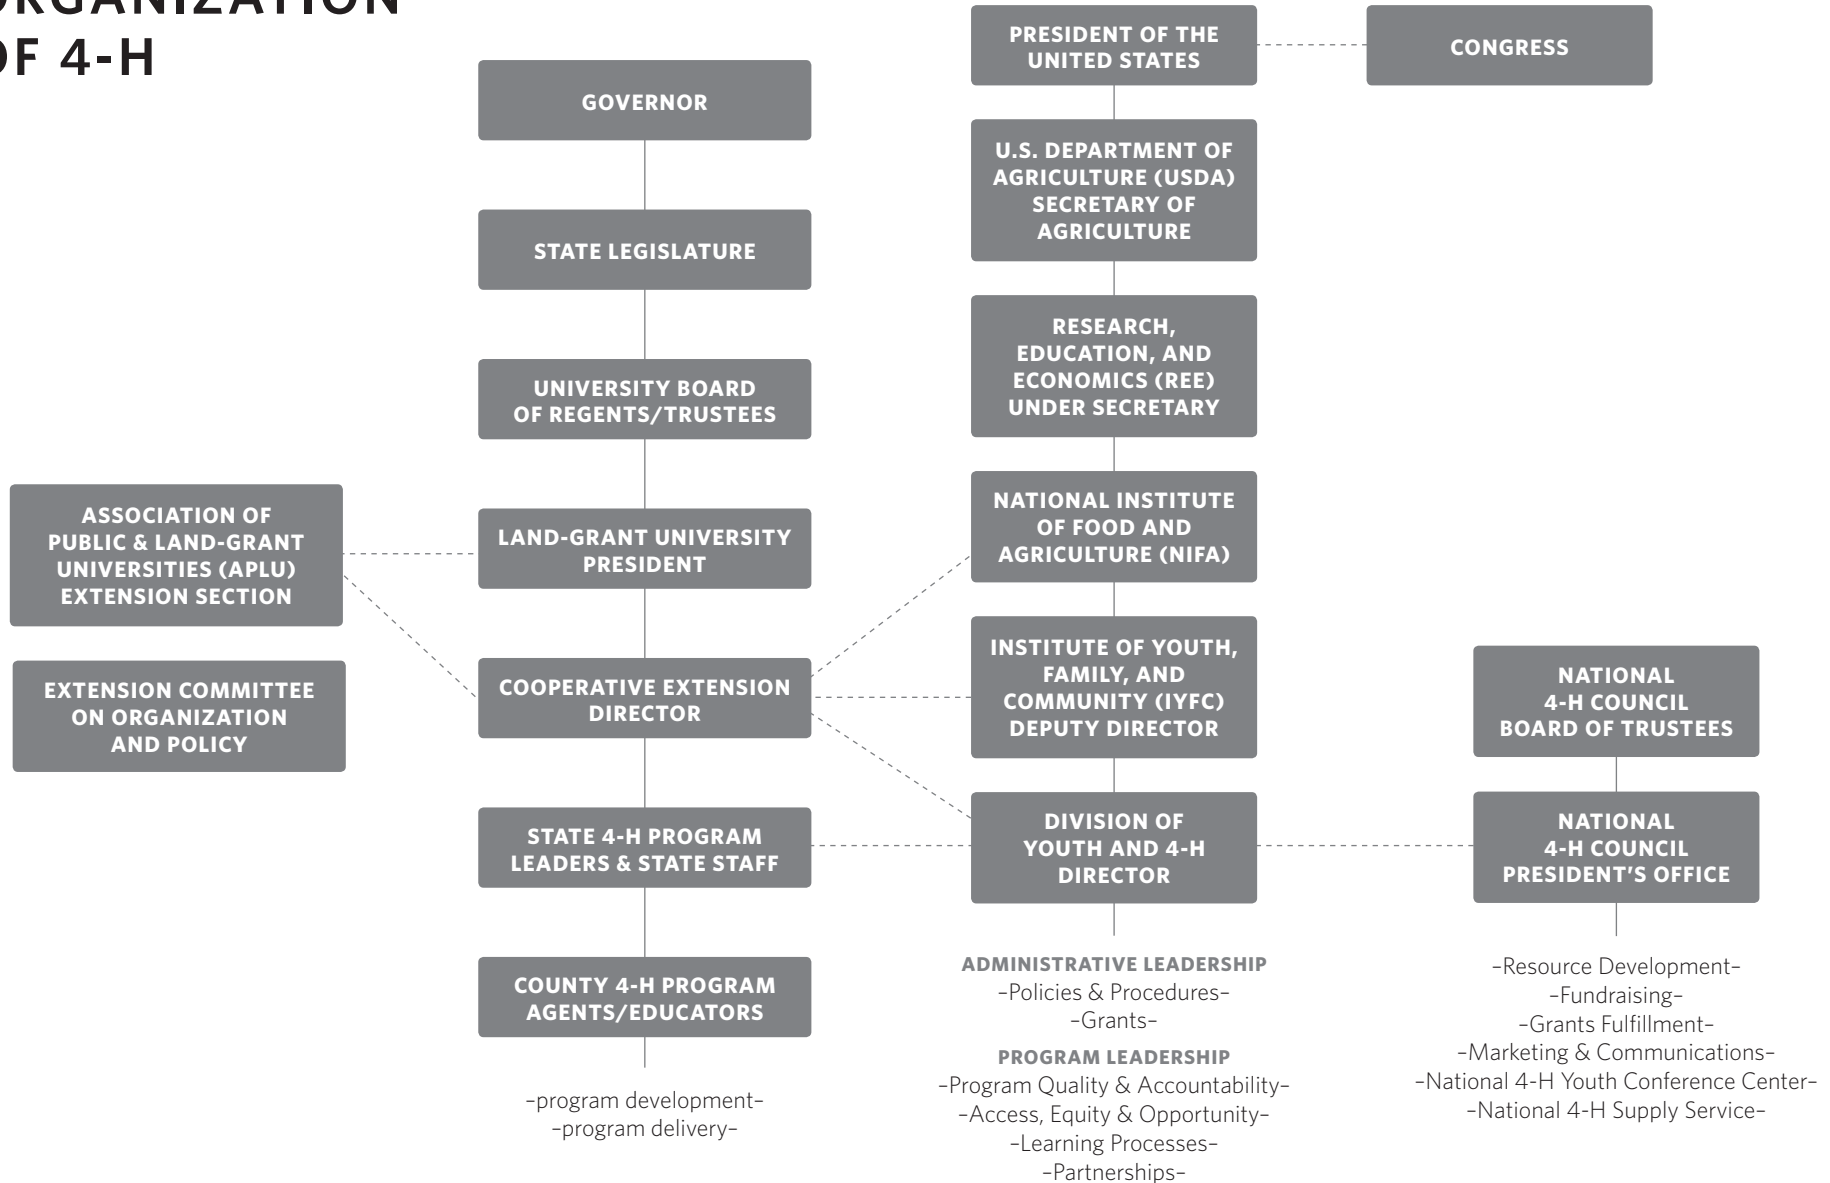 ORGANIZATION
OF 4-H
PRESIDENT OF THE
UNITED STATES
CONGRESS
GOVERNOR
U.S. DEPARTMENT OF
AGRICULTURE (USDA)
SECRETARY OF
AGRICULTURE
STATE LEGISLATURE
RESEARCH,
EDUCATION, AND
ECONOMICS (REE)
UNDER SECRETARY
UNIVERSITY BOARD
OF REGENTS/TRUSTEES
ASSOCIATION OF
PUBLIC & LAND-GRANT
UNIVERSITIES (APLU)
EXTENSION SECTION
LAND-GRANT UNIVERSITY
PRESIDENT
NATIONAL INSTITUTE
OF FOOD AND
AGRICULTURE (NIFA)
EXTENSION COMMITTEE
ON ORGANIZATION
AND POLICY
COOPERATIVE EXTENSION
DIRECTOR
INSTITUTE OF YOUTH,
FAMILY, AND
COMMUNITY (IYFC)
DEPUTY DIRECTOR
NATIONAL
4-H COUNCIL
BOARD OF TRUSTEES
STATE 4-H PROGRAM
LEADERS & STATE STAFF
DIVISION OF
YOUTH AND 4-H
DIRECTOR
NATIONAL
4-H COUNCIL
PRESIDENT’S OFFICE
COUNTY 4-H PROGRAM
AGENTS/EDUCATORS
–program development–
–program delivery–
ADMINISTRATIVE LEADERSHIP
–Policies & Procedures–
–Grants–
PROGRAM LEADERSHIP
–Program Quality & Accountability–
–Access, Equity & Opportunity–
–Learning Processes–
–Partnerships–
–Resource Development–
–Fundraising–
–Grants Fulfillment–
–Marketing & Communications–
–National 4-H Youth Conference Center–
–National 4-H Supply Service–